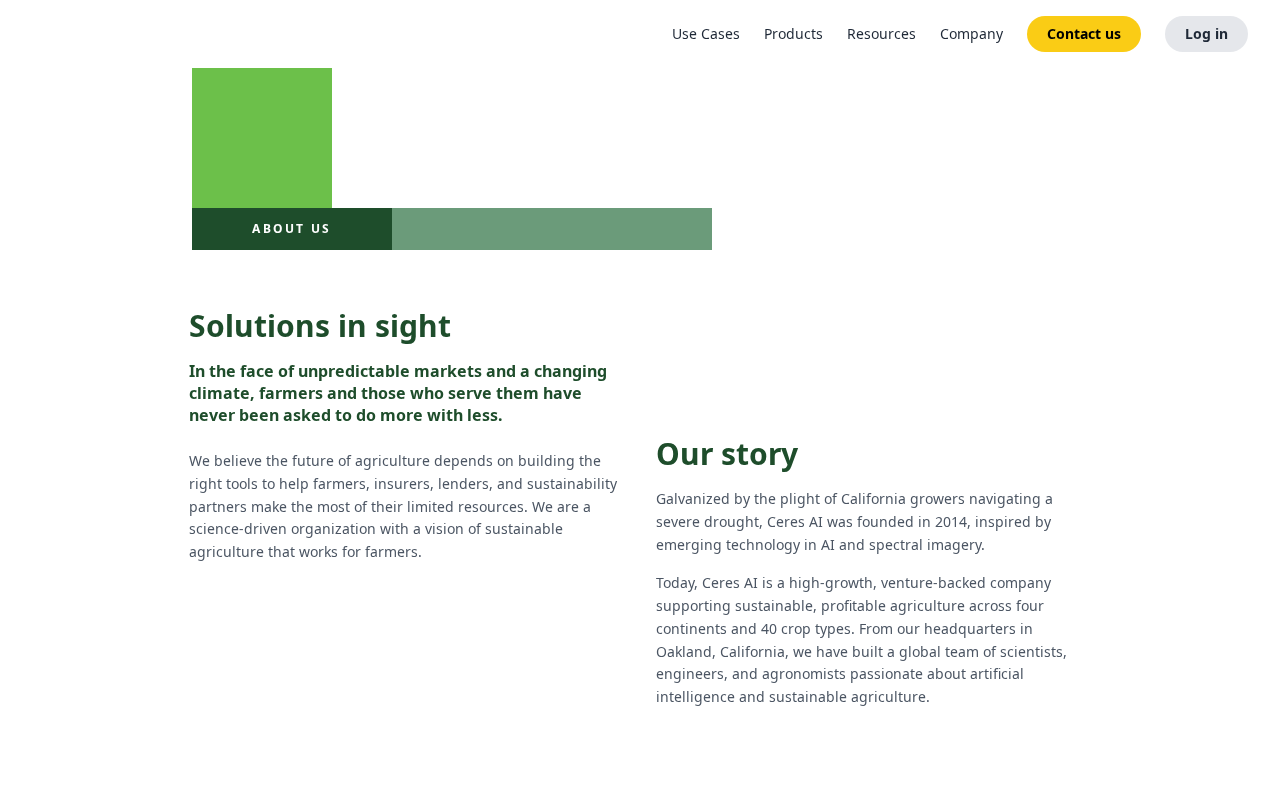 Use Cases Products Resources Company Contact us Log in
ABOUT US
Solutions in sight
In the face of unpredictable markets and a changing
climate, farmers and those who serve them have
never been asked to do more with less.
We believe the future of agriculture depends on building the
right tools to help farmers, insurers, lenders, and sustainability
partners make the most of their limited resources. We are a
science-driven organization with a vision of sustainable
agriculture that works for farmers.
Our story
Galvanized by the plight of California growers navigating a
severe drought, Ceres AI was founded in 2014, inspired by
emerging technology in AI and spectral imagery.
Today, Ceres AI is a high-growth, venture-backed company
supporting sustainable, profitable agriculture across four
continents and 40 crop types. From our headquarters in
Oakland, California, we have built a global team of scientists,
engineers, and agronomists passionate about artificial
intelligence and sustainable agriculture.